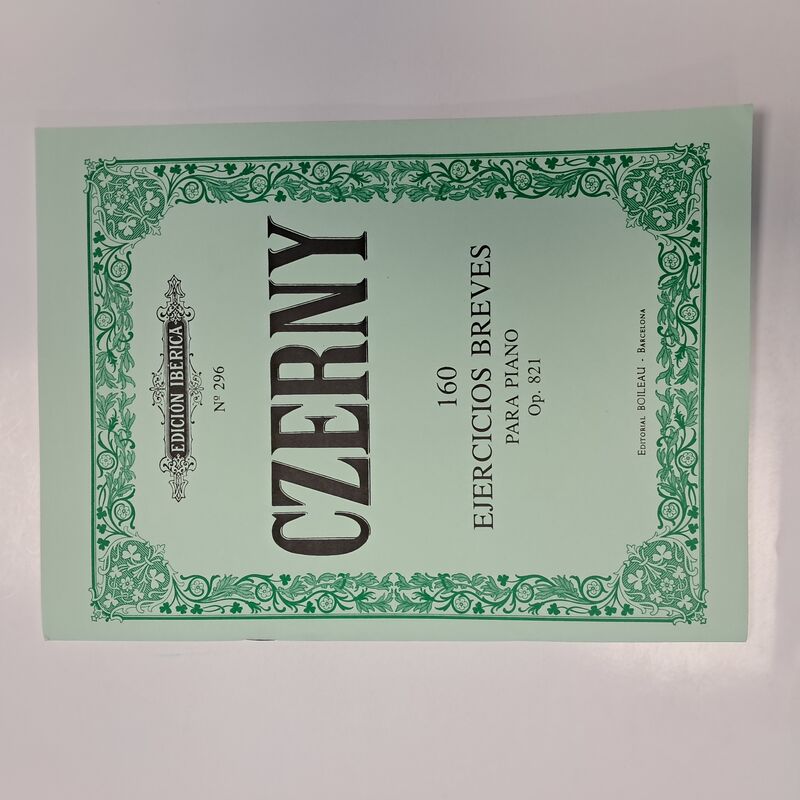 EDICION IBERICA
Nº 296
CZERNY
160
EJERCICIOS BREVES
PARA PIANO
Op. 821
EDITORIAL BOILEAU - BARCELONA